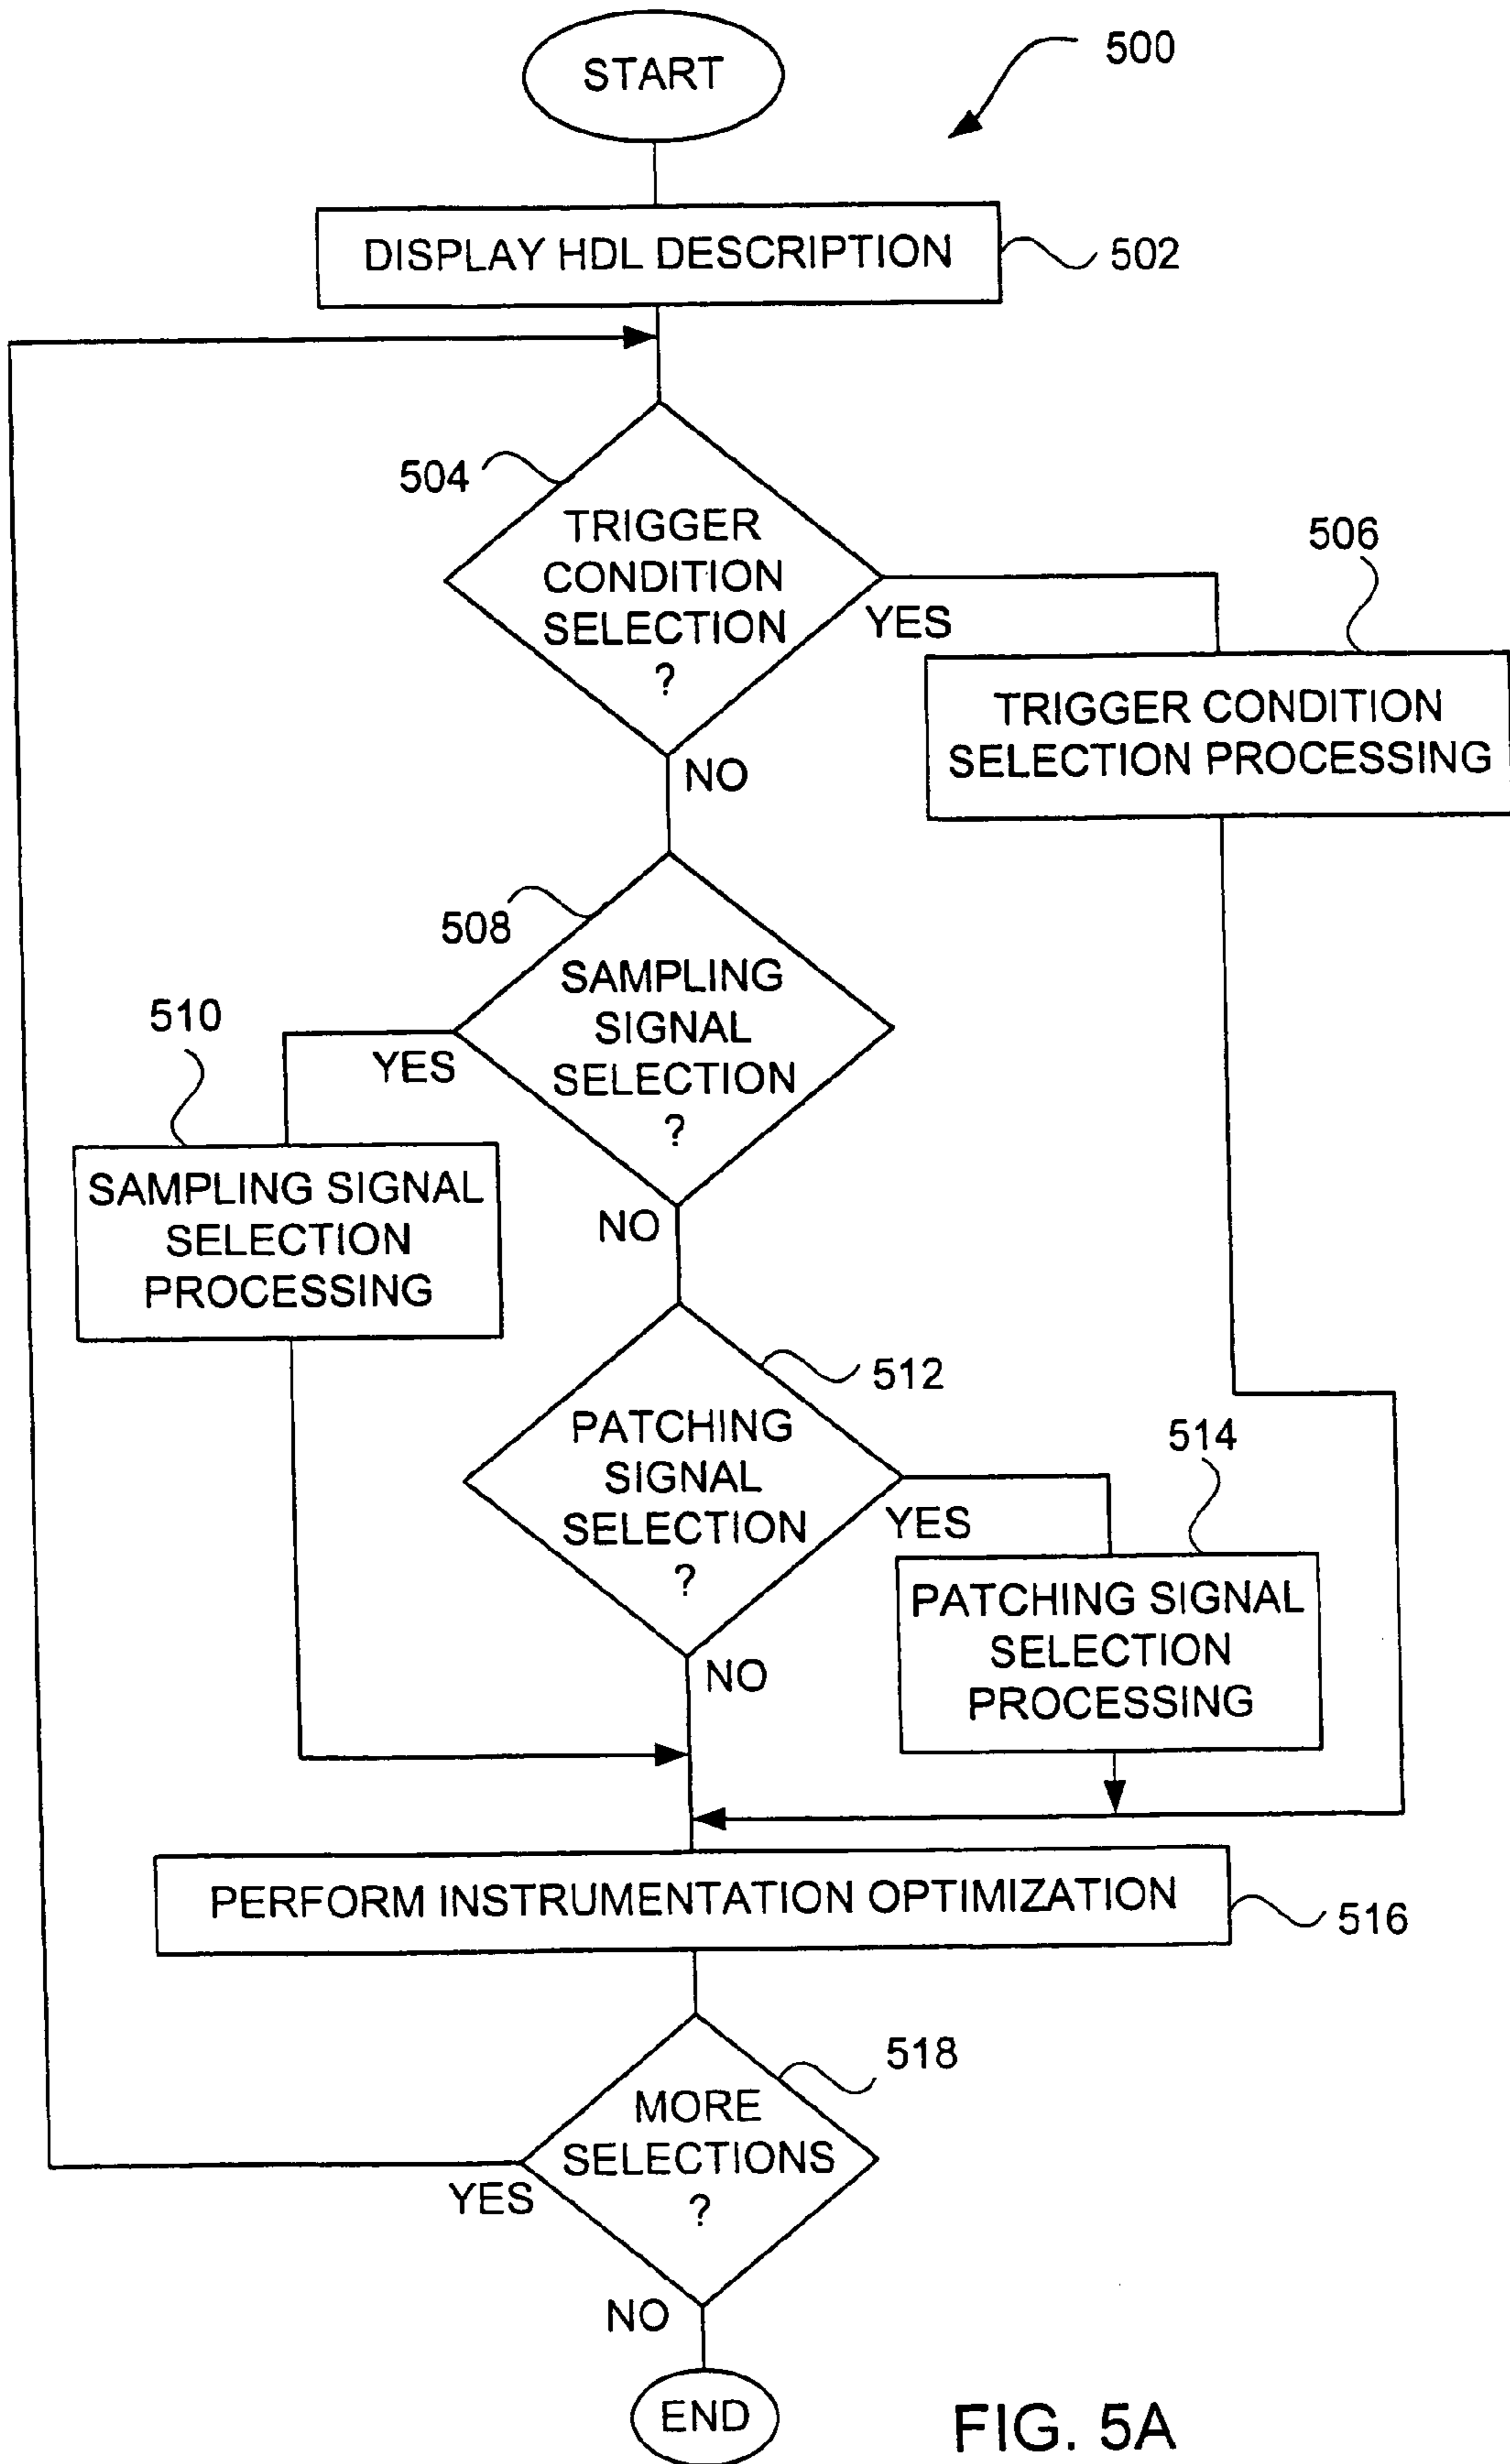 START
500
DISPLAY HDL DESCRIPTION
502
504
TRIGGER
CONDITION
SELECTION
?
YES
506
TRIGGER CONDITION
SELECTION PROCESSING
NO
508
SAMPLING
SIGNAL
SELECTION
?
510
YES
SAMPLING SIGNAL
SELECTION
PROCESSING
NO
512
PATCHING
SIGNAL
SELECTION
?
YES
514
PATCHING SIGNAL
SELECTION
PROCESSING
NO
PERFORM INSTRUMENTATION OPTIMIZATION
516
518
MORE
SELECTIONS
?
YES
NO
END
FIG. 5A